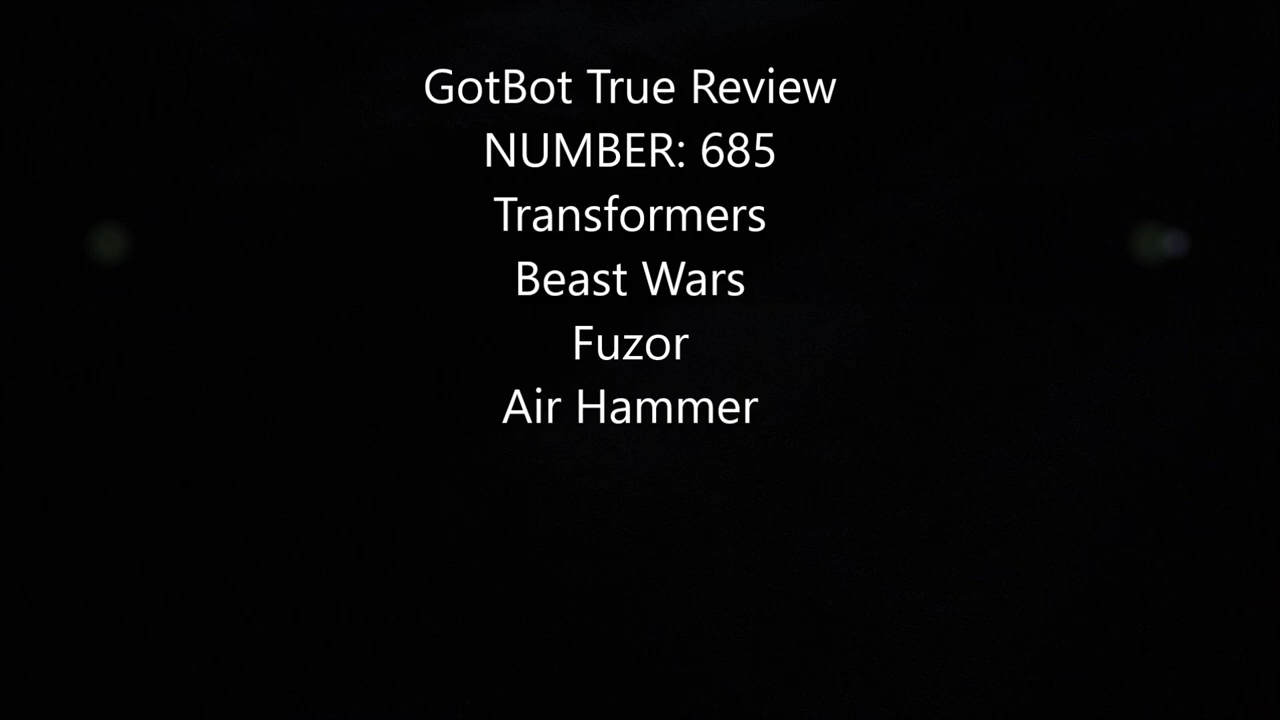 GotBot True Review
NUMBER: 685
Transformers
Beast Wars
Fuzor
Air Hammer